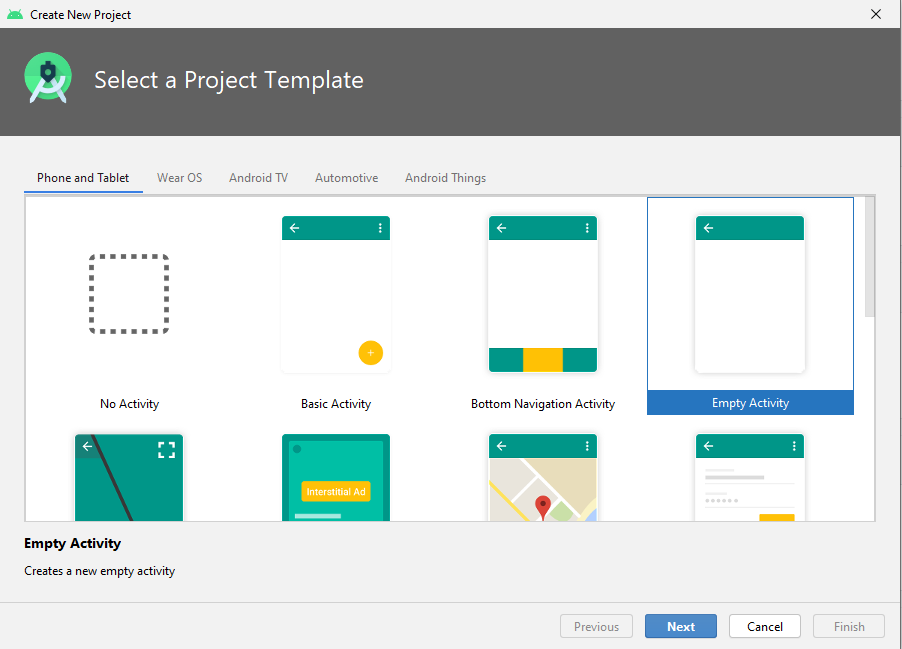 Create New Project
Select a Project Template
Phone and Tablet
Wear OS
Android TV
Automotive
Android Things
No Activity
Basic Activity
Bottom Navigation Activity
Empty Activity
Interstitial Ad
Empty Activity
Creates a new empty activity
Previous
Next
Cancel
Finish